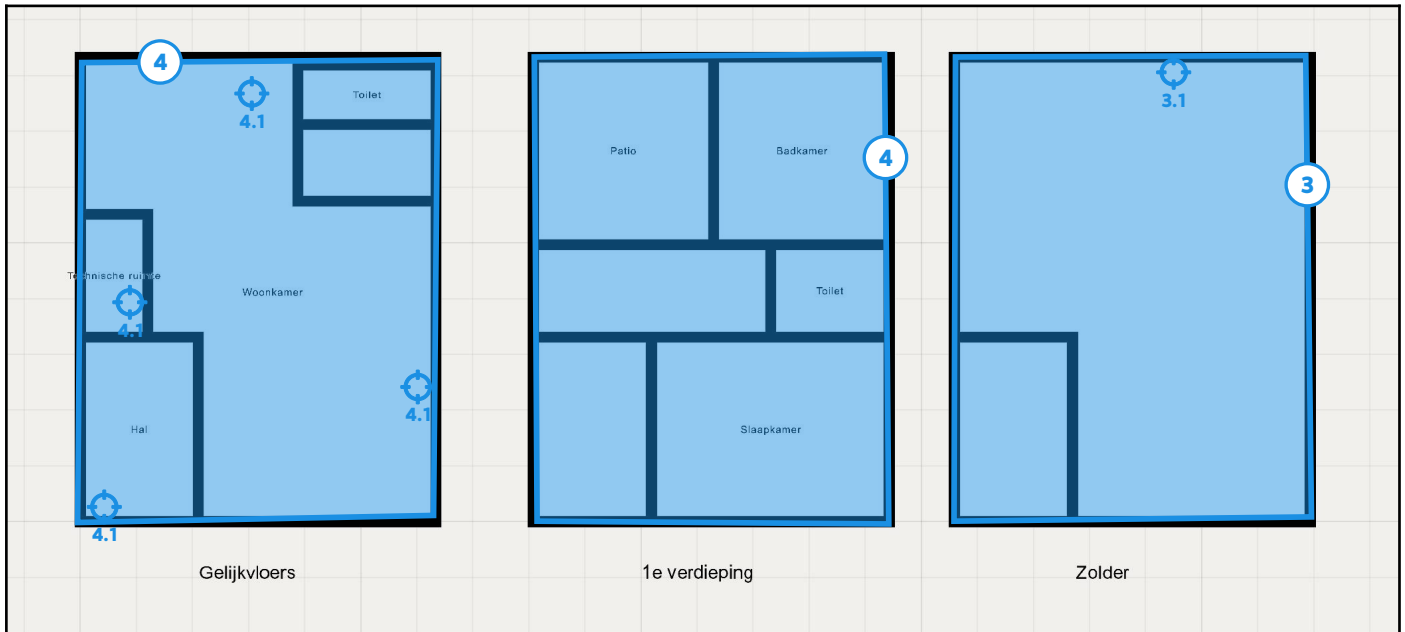 4
4.1
Toilet
Technische ruimte
4.1
Woonkamer
4.1
Hal
4.1
Gelijkvloers
Patio
Badkamer
4
Toilet
Slaapkamer
1e verdieping
3.1
3
Zolder